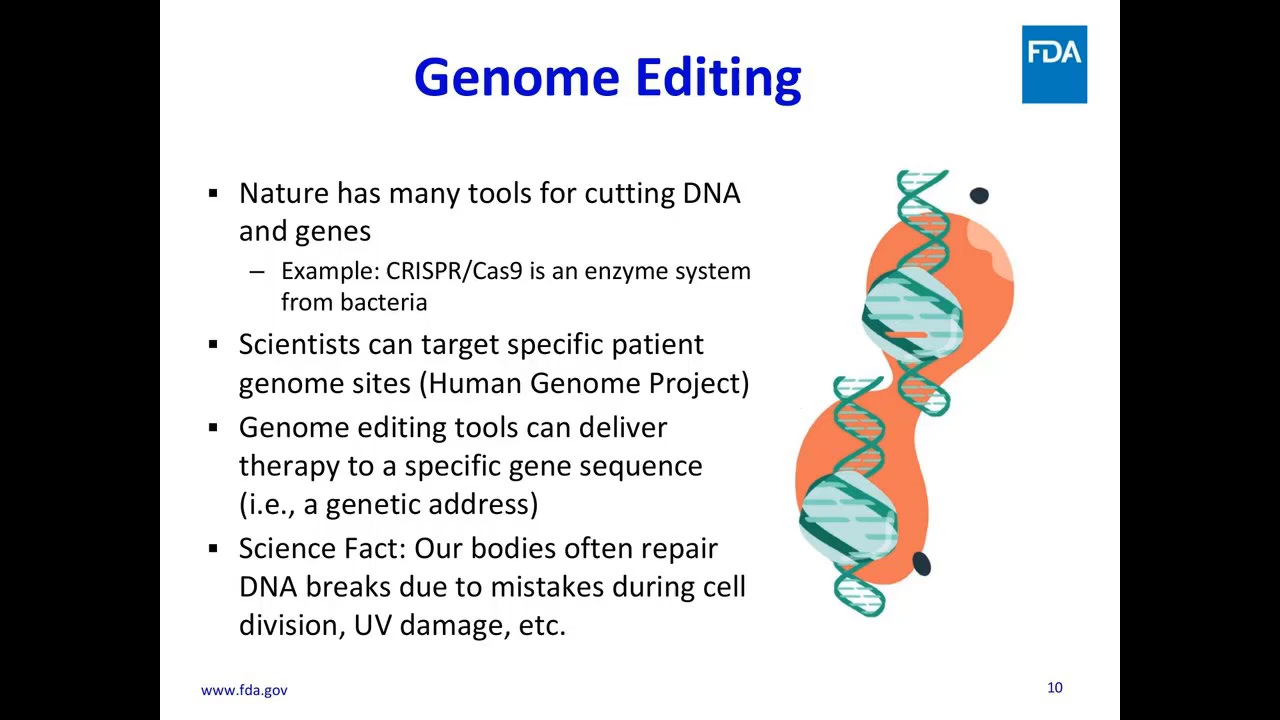 FDA
Genome Editing
▪ Nature has many tools for cutting DNA
and genes
– Example: CRISPR/Cas9 is an enzyme system
from bacteria
▪ Scientists can target specific patient
genome sites (Human Genome Project)
▪ Genome editing tools can deliver
therapy to a specific gene sequence
(i.e., a genetic address)
▪ Science Fact: Our bodies often repair
DNA breaks due to mistakes during cell
division, UV damage, etc.
www.fda.gov
10